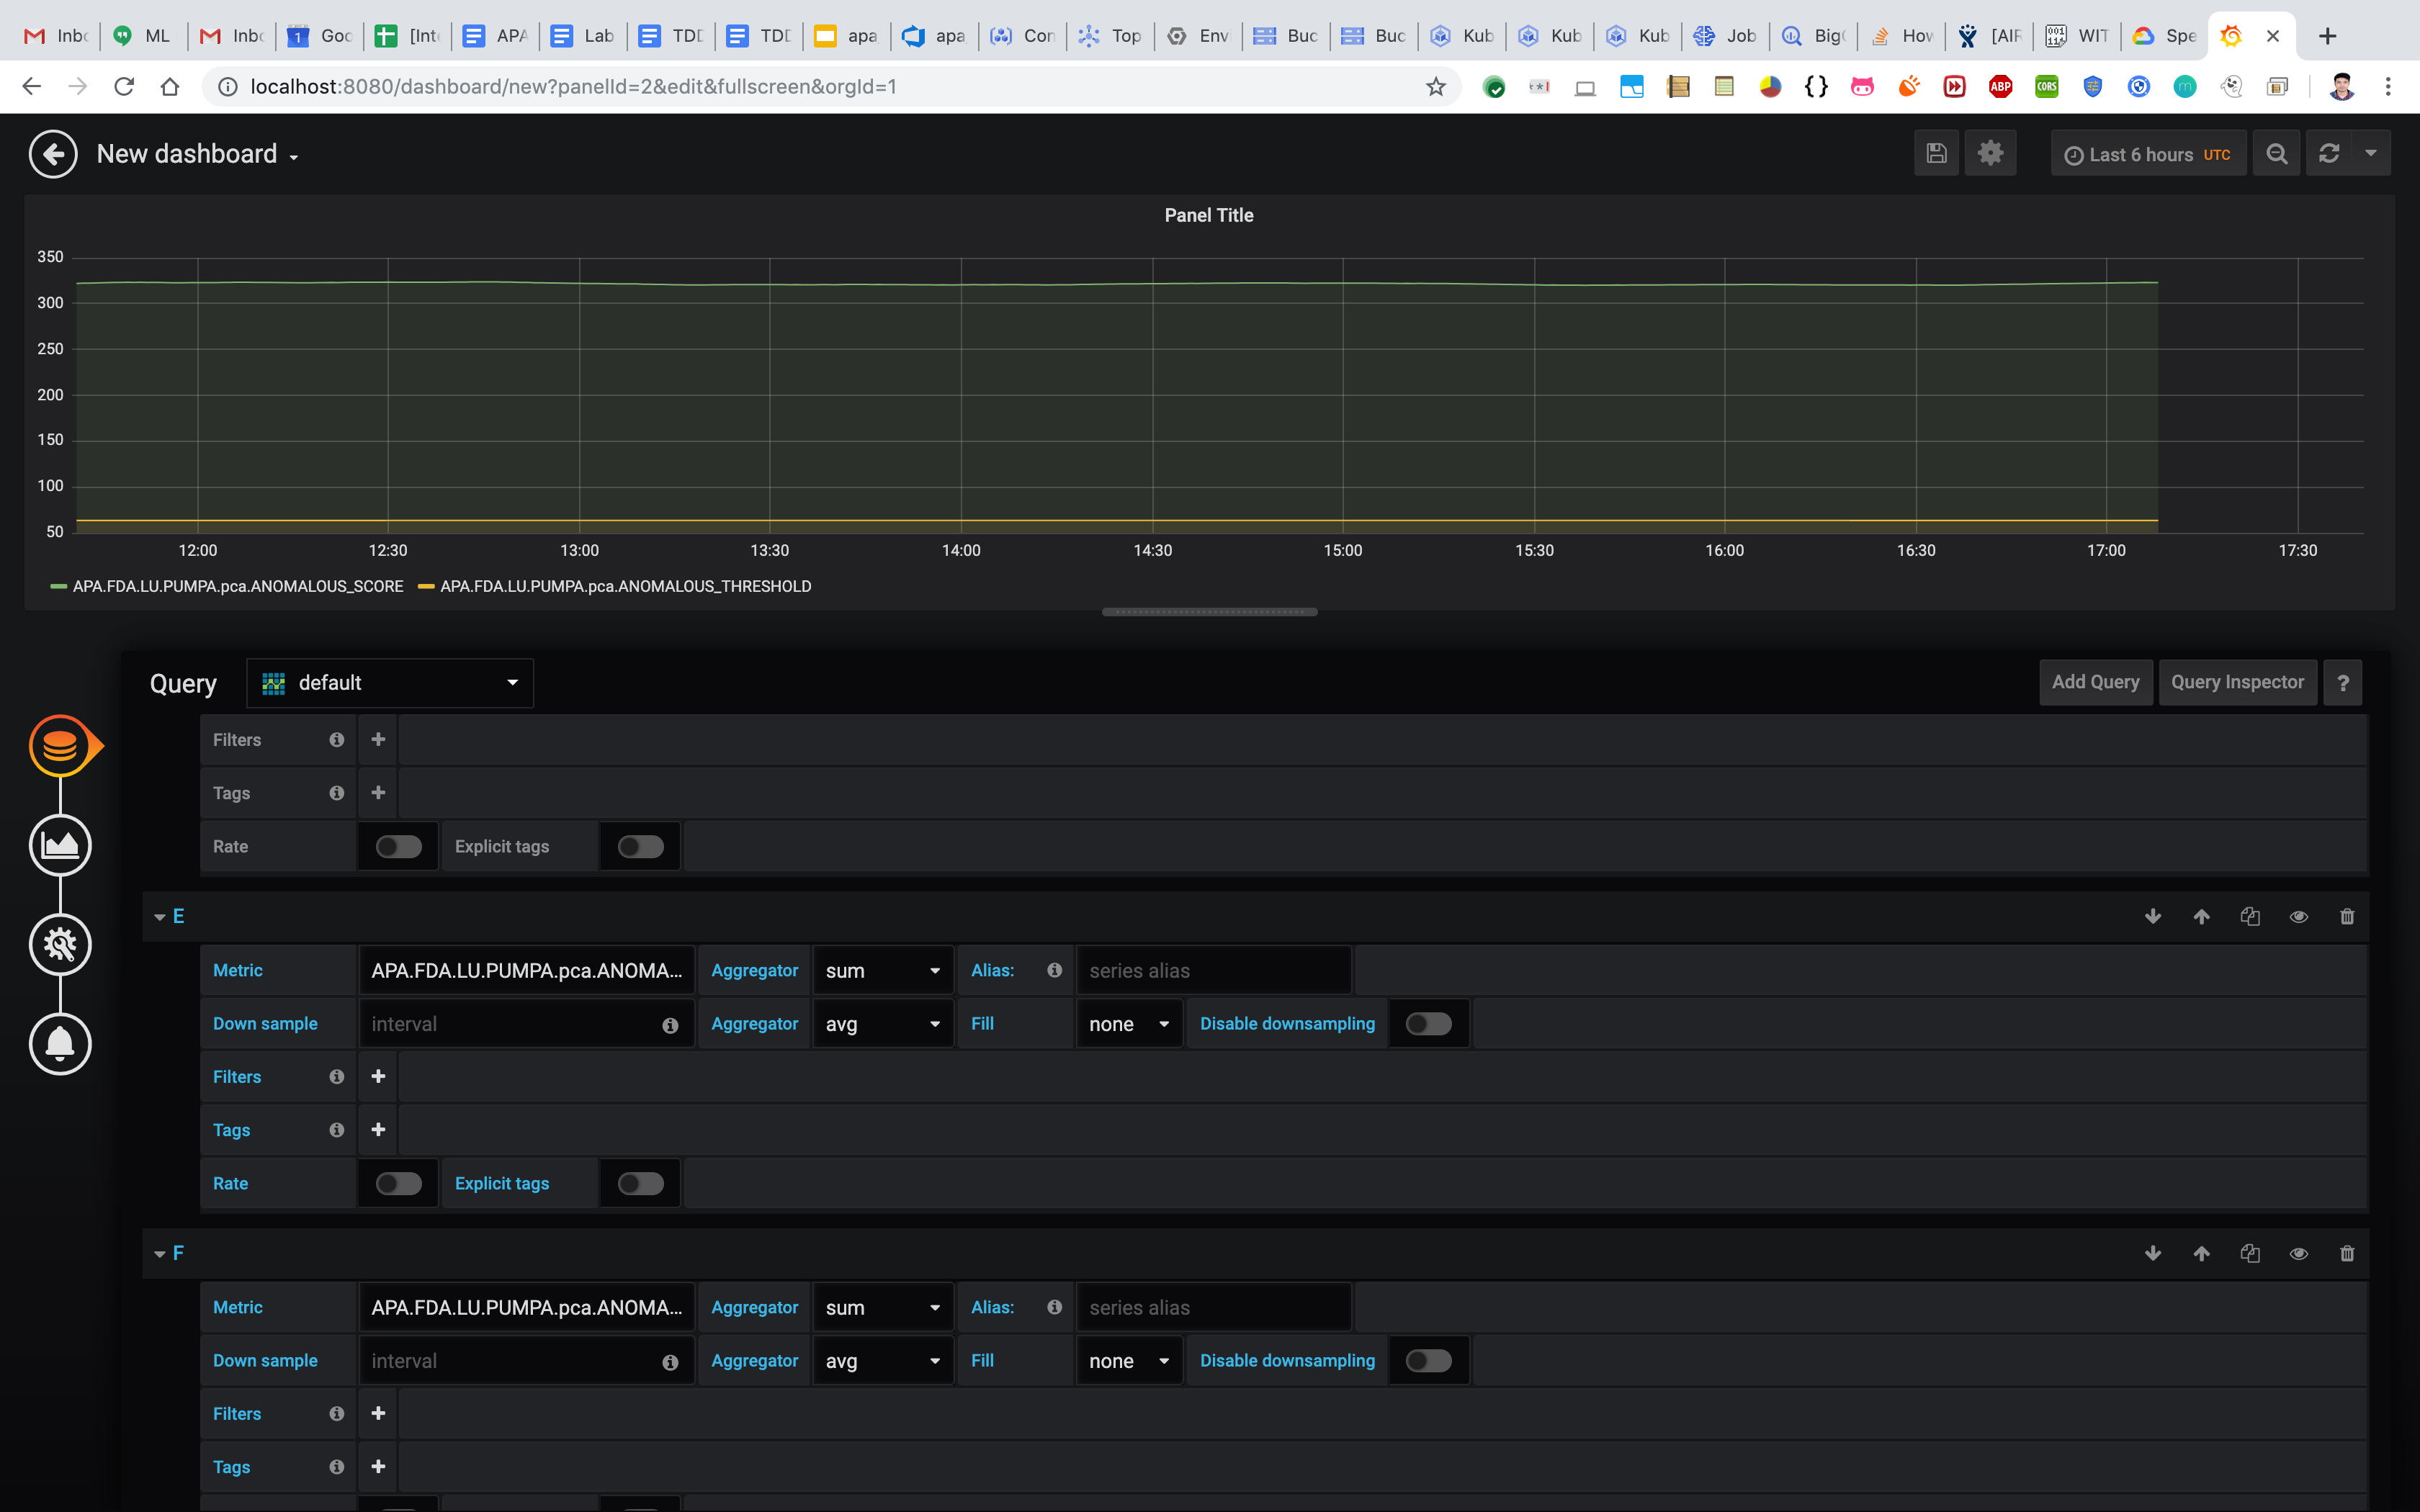 Inbo ML Inbo Goo [Inte APA Lab TDD TDD apa apa Con Top Env Buc Buc Kub Kub Kub Job Big How [AIR WIT Spe
localhost:8080/dashboard/new?panelId=2&edit&fullscreen&orgId=1
New dashboard
Last 6 hours UTC
Panel Title
350
300
250
200
150
100
50
12:00 12:30 13:00 13:30 14:00 14:30 15:00 15:30 16:00 16:30 17:00 17:30
APA.FDA.LU.PUMPA.pca.ANOMALOUS_SCORE APA.FDA.LU.PUMPA.pca.ANOMALOUS_THRESHOLD
Query default Add Query Query Inspector ?
Filters +
Tags +
Rate Explicit tags
E
Metric APA.FDA.LU.PUMPA.pca.ANOMA... Aggregator sum Alias: series alias
Down sample interval Aggregator avg Fill none Disable downsampling
Filters +
Tags +
Rate Explicit tags
F
Metric APA.FDA.LU.PUMPA.pca.ANOMA... Aggregator sum Alias: series alias
Down sample interval Aggregator avg Fill none Disable downsampling
Filters +
Tags +